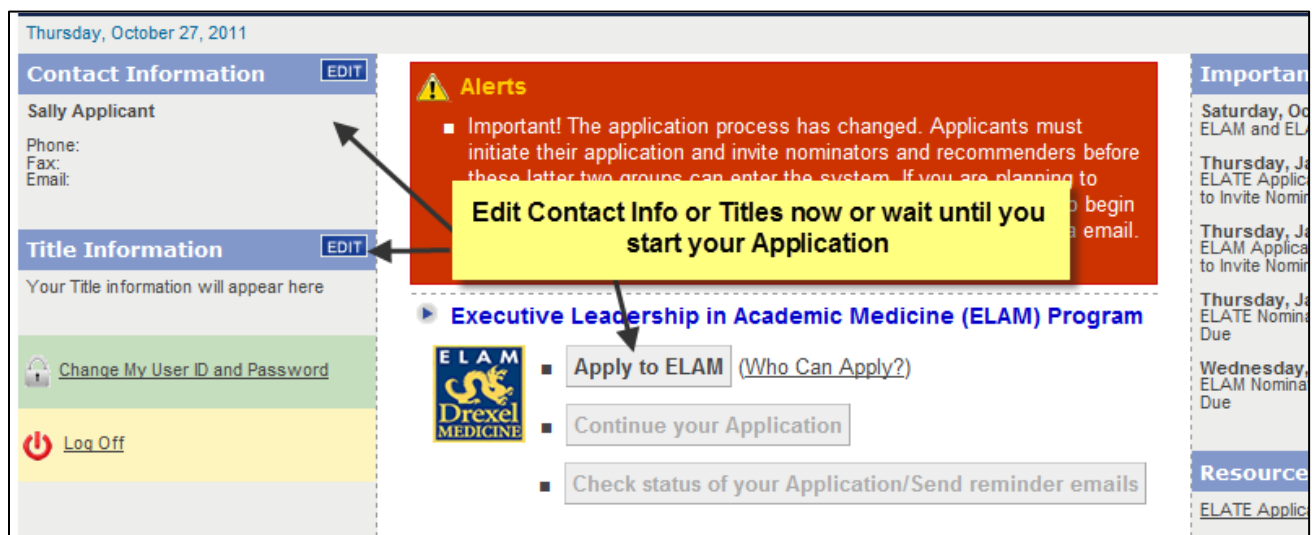 Thursday, October 27, 2011
Contact Information EDIT
Sally Applicant
Phone:
Fax:
Email:
Title Information EDIT
Your Title information will appear here
Change My User ID and Password
Log Off
Alerts
Important! The application process has changed. Applicants must
initiate their application and invite nominators and recommenders before
these latter two groups can enter the system. If you are planning to
begin
email.
Edit Contact Info or Titles now or wait until you
start your Application
Executive Leadership in Academic Medicine (ELAM) Program
ELAM
Drexel
MEDICINE
Apply to ELAM (Who Can Apply?)
Continue your Application
Check status of your Application/Send reminder emails
Importan
Saturday, Oc
ELAM and EL
Thursday, Ja
ELATE Applic
to Invite Nomin
Thursday, Ja
ELAM Applica
to Invite Nomin
Thursday, Ja
ELATE Nomina
Due
Wednesday,
ELAM Nomina
Due
Resource
ELATE Applic